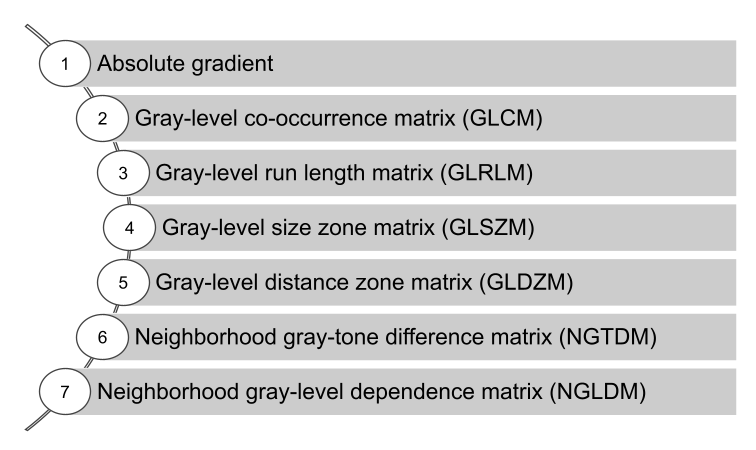 1 Absolute gradient
2 Gray-level co-occurrence matrix (GLCM)
3 Gray-level run length matrix (GLRLM)
4 Gray-level size zone matrix (GLSZM)
5 Gray-level distance zone matrix (GLDZM)
6 Neighborhood gray-tone difference matrix (NGTDM)
7 Neighborhood gray-level dependence matrix (NGLDM)